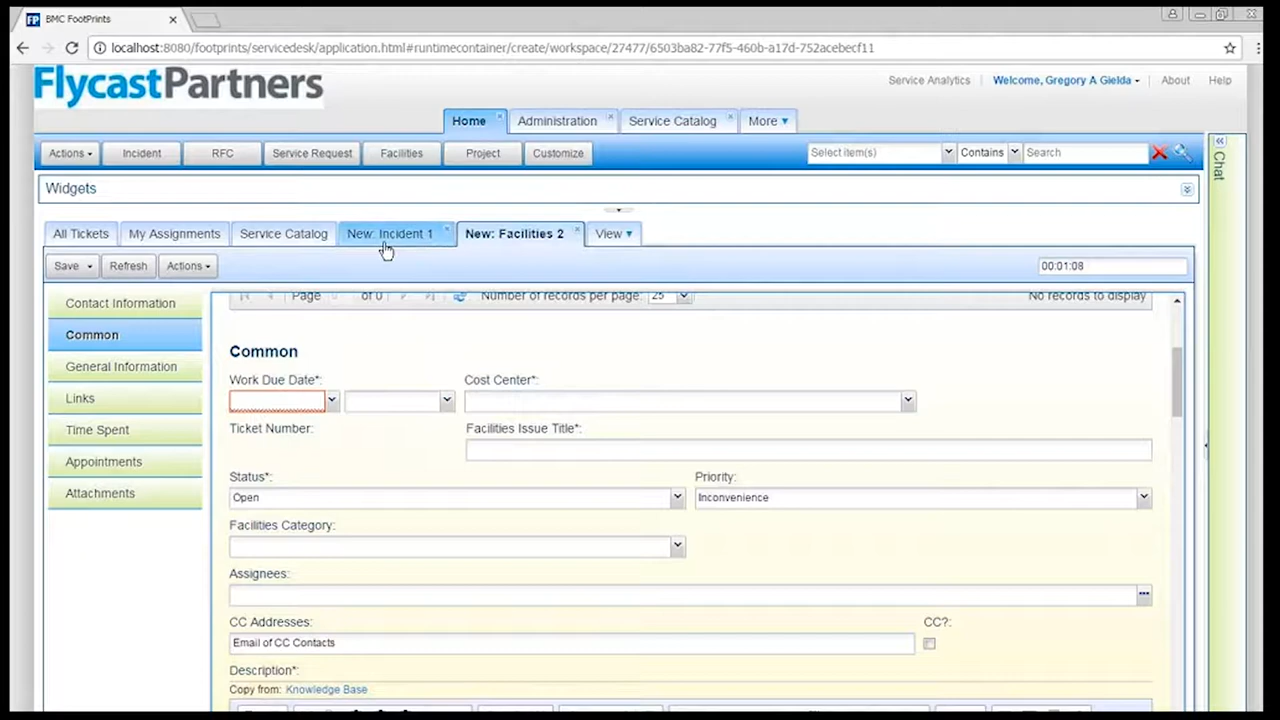 BMC FootPrints
localhost:8080/footprints/servicedesk/application.html#runtimecontainer/create/workspace/27477/6503ba82-77f5-460b-a17d-752acebecf11
FlycastPartners
Service Analytics Welcome, Gregory A Gielda About Help
Home Administration Service Catalog More
Actions Incident RFC Service Request Facilities Project Customize Select item(s) Contains Search
Chat
Widgets
All Tickets My Assignments Service Catalog New: Incident 1 New: Facilities 2 View
Save Refresh Actions 00:01:08
Contact Information
Common
General Information
Links
Time Spent
Appointments
Attachments
Page 0 of 0 Number of records per page: 25 No records to display
Common
Work Due Date*: Cost Center*:
Ticket Number: Facilities Issue Title*:
Status*: Priority:
Open Inconvenience
Facilities Category:
Assignees:
CC Addresses: CC?:
Email of CC Contacts
Description*:
Copy from: Knowledge Base